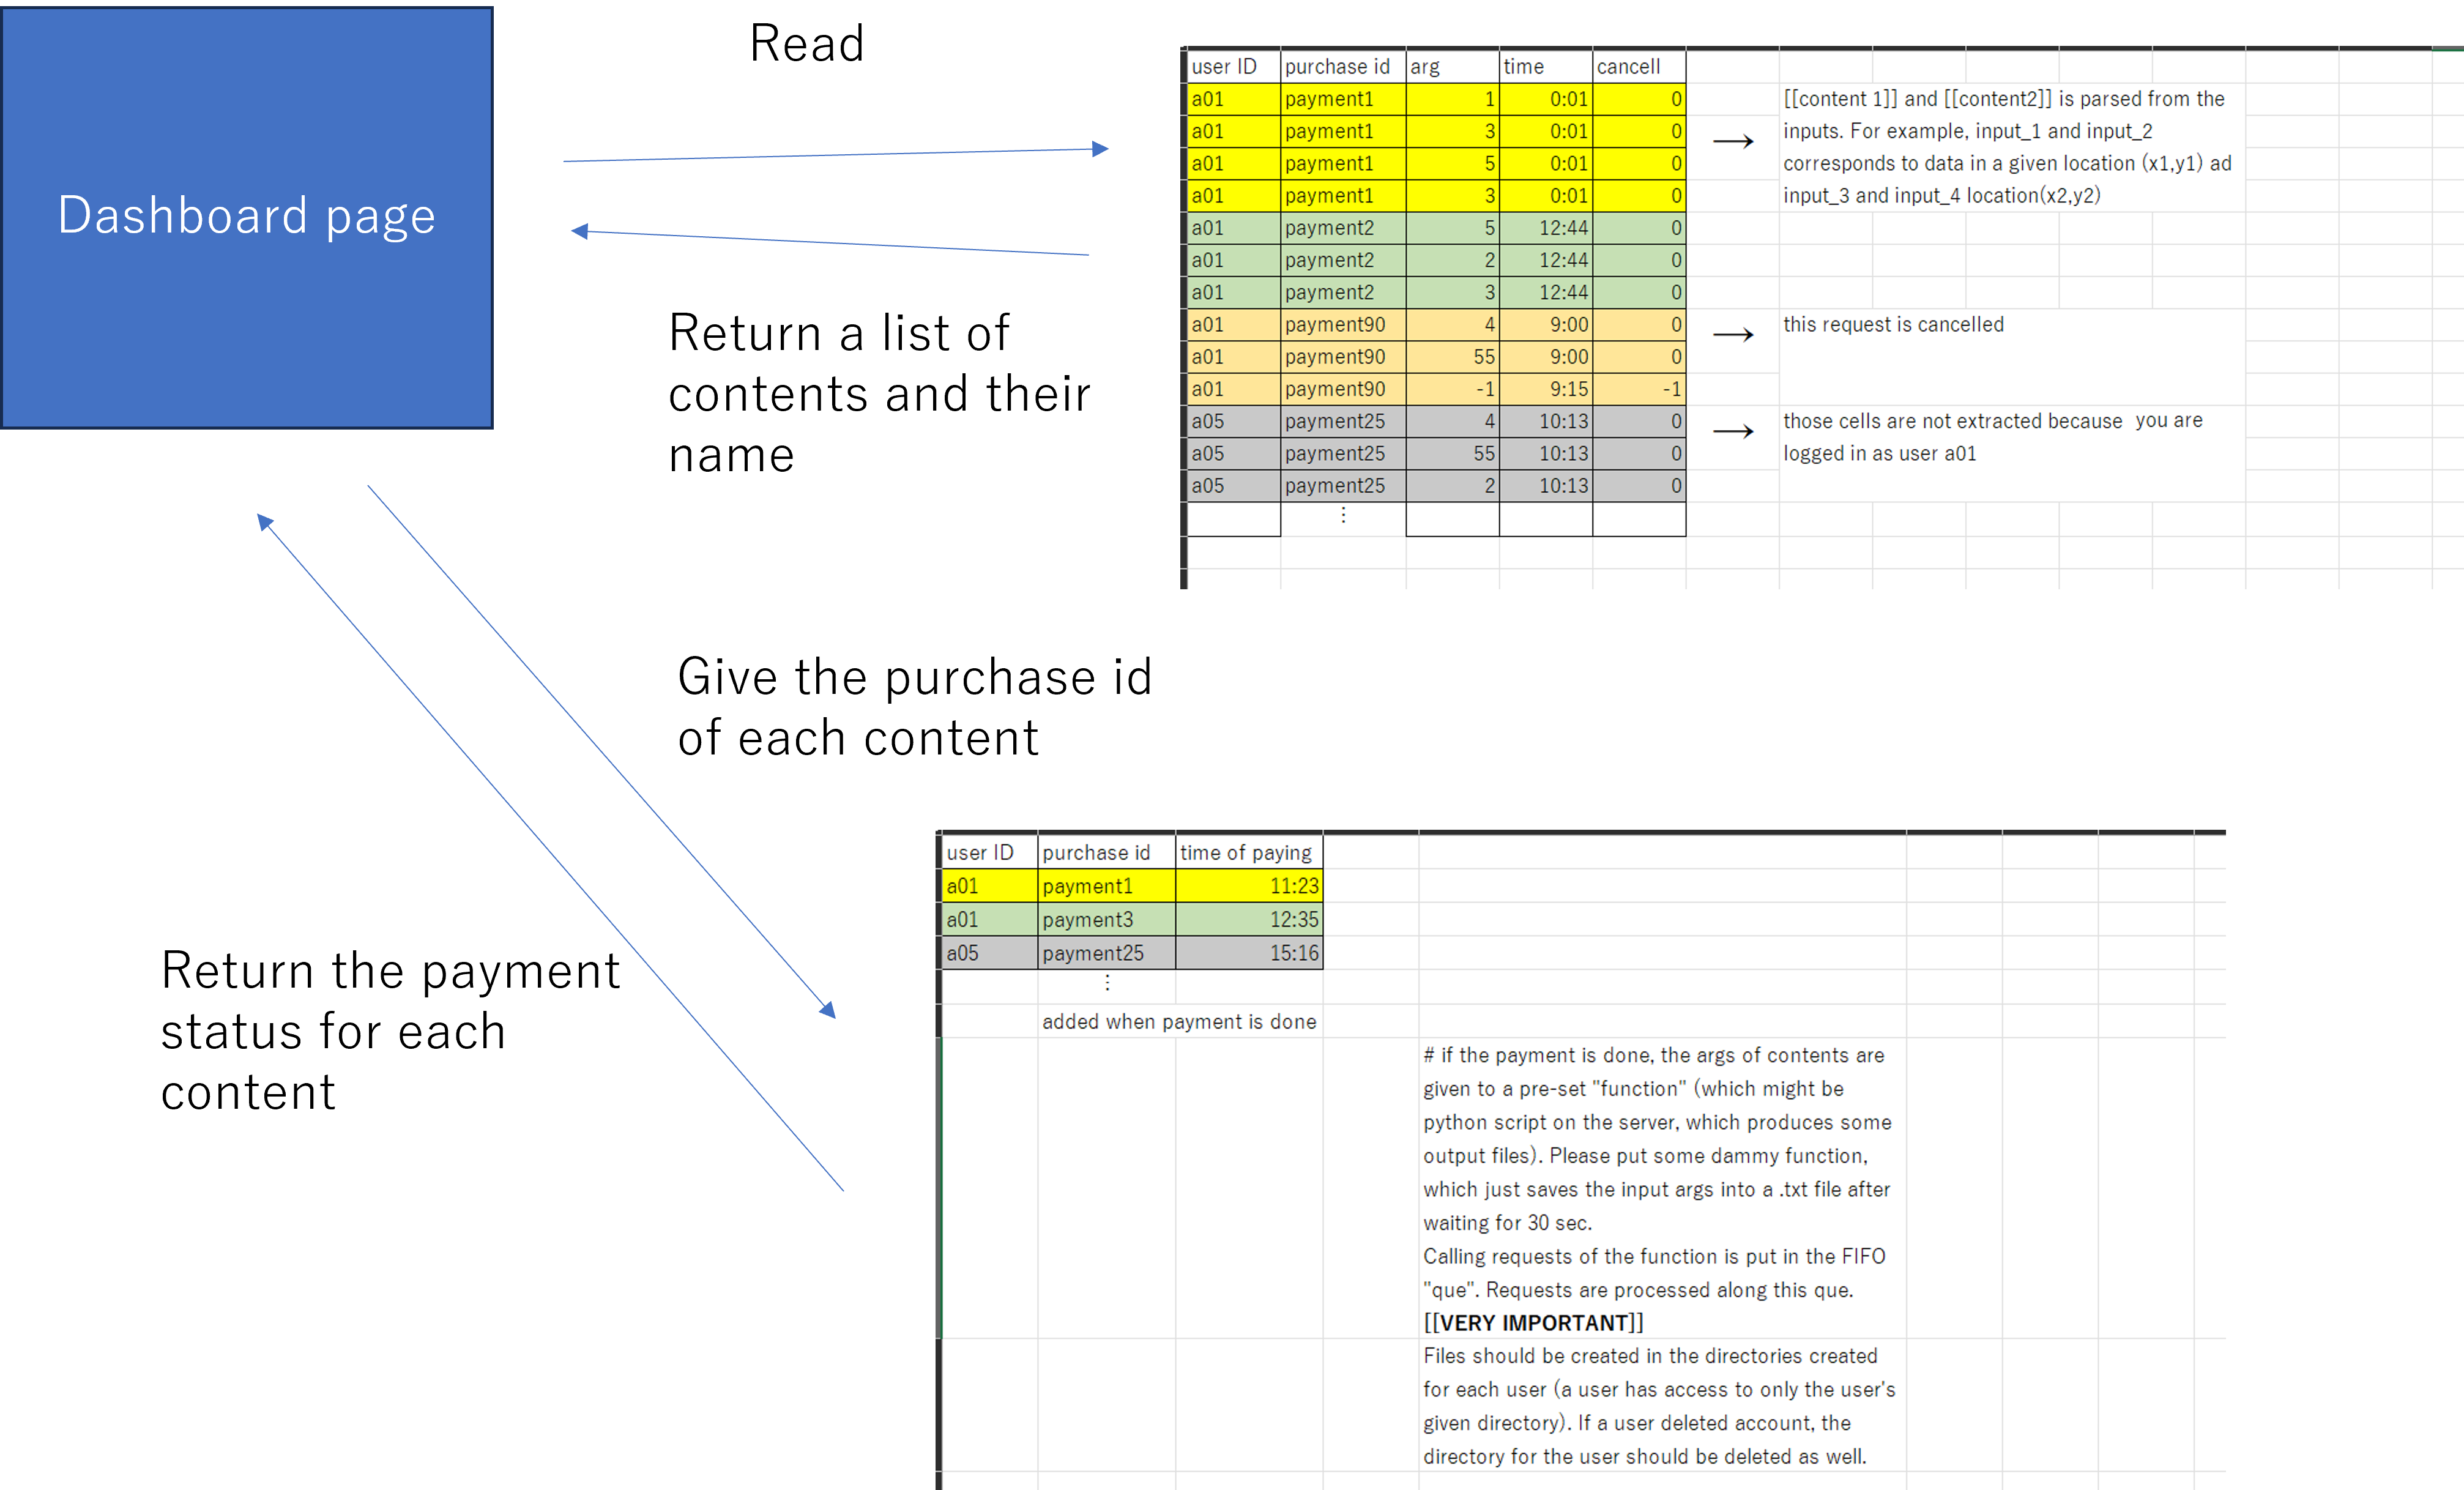 Dashboard page
Read
Return a list of
contents and their
name
user ID purchase id arg time cancell
a01 payment1 1 0:01 0
a01 payment1 3 0:01 0
a01 payment1 5 0:01 0
a01 payment1 3 0:01 0
a01 payment2 5 12:44 0
a01 payment2 2 12:44 0
a01 payment2 3 12:44 0
a01 payment90 4 9:00 0
a01 payment90 55 9:00 0
a01 payment90 -1 9:15 -1
a05 payment25 4 10:13 0
a05 payment25 55 10:13 0
a05 payment25 2 10:13 0
⋮
→ [[content 1]] and [[content2]] is parsed from the
inputs. For example, input_1 and input_2
corresponds to data in a given location (x1,y1) ad
input_3 and input_4 location(x2,y2)
→ this request is cancelled
→ those cells are not extracted because you are
logged in as user a01
Give the purchase id
of each content
Return the payment
status for each
content
user ID purchase id time of paying
a01 payment1 11:23
a01 payment3 12:35
a05 payment25 15:16
⋮
added when payment is done
# if the payment is done, the args of contents are
given to a pre-set "function" (which might be
python script on the server, which produces some
output files). Please put some dammy function,
which just saves the input args into a .txt file after
waiting for 30 sec.
Calling requests of the function is put in the FIFO
"que". Requests are processed along this que.
[[VERY IMPORTANT]]
Files should be created in the directories created
for each user (a user has access to only the user's
given directory). If a user deleted account, the
directory for the user should be deleted as well.